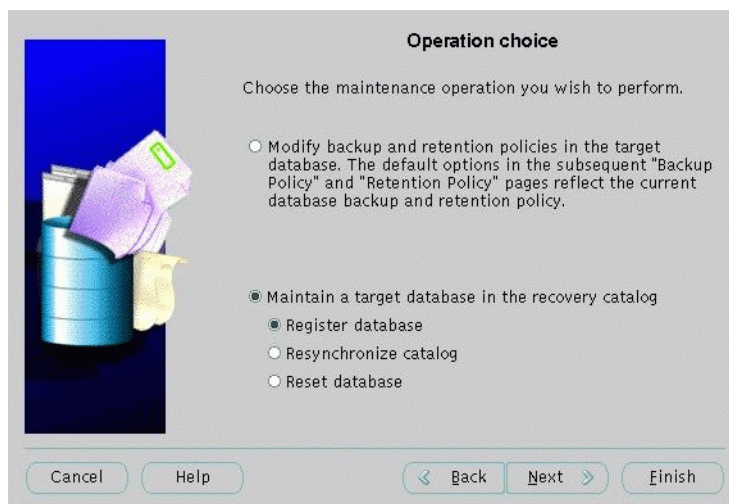 Operation choice
Choose the maintenance operation you wish to perform.
Modify backup and retention policies in the target
database. The default options in the subsequent "Backup
Policy" and "Retention Policy" pages reflect the current
database backup and retention policy.
Maintain a target database in the recovery catalog
Register database
Resynchronize catalog
Reset database
Cancel
Help
Back
Next
Finish